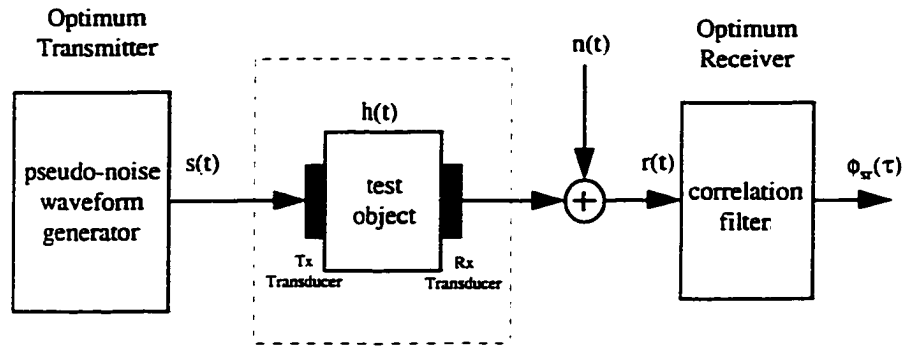 Optimum
Transmitter
pseudo-noise
waveform
generator
s(t)
h(t)
test
object
Tx
Transducer
Rx
Transducer
n(t)
+
r(t)
Optimum
Receiver
correlation
filter
ϕsr(τ)